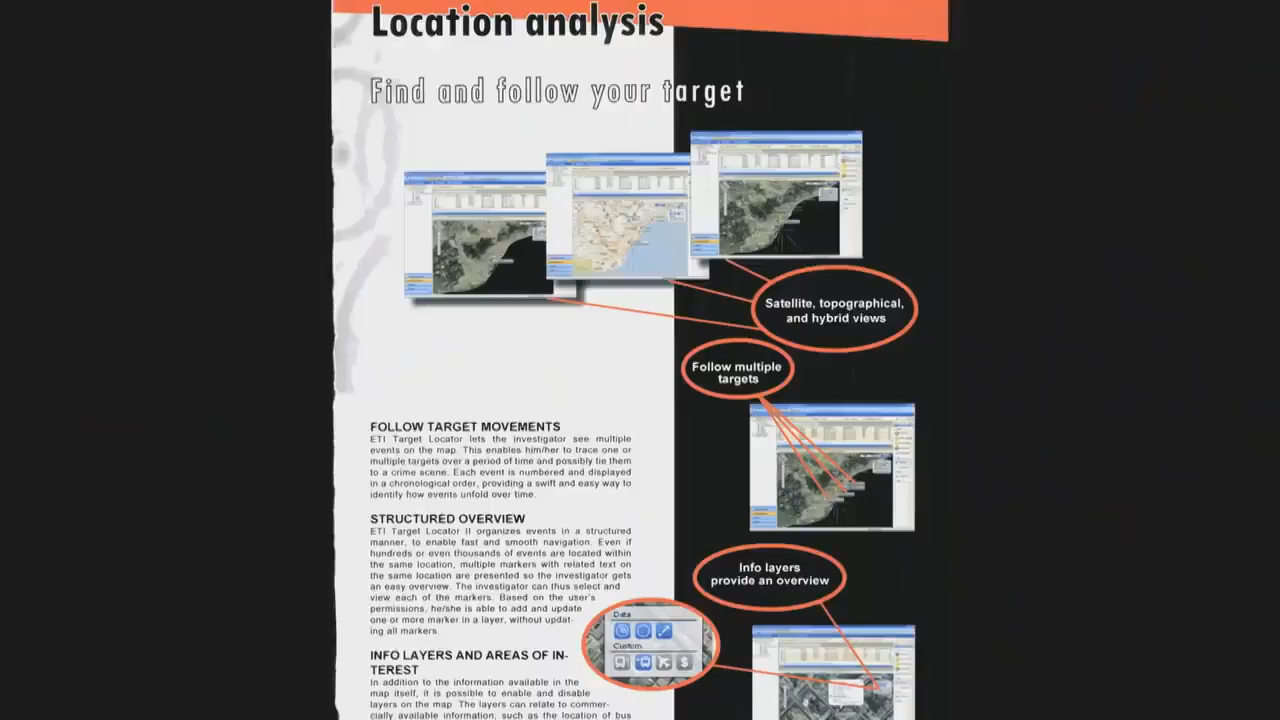 Location analysis
Find and follow your target
Satellite, topographical,
and hybrid views
Follow multiple
targets
FOLLOW TARGET MOVEMENTS
ETI Target Locator lets the investigator see multiple
events on the map. This enables him/her to trace one or
multiple targets over a period of time and possibly tie them
to a crime scene. Each event is numbered and displayed
in a chronological order, providing a swift and easy way to
identify how events unfold over time.
STRUCTURED OVERVIEW
ETI Target Locator II organizes events in a structured
manner, to enable fast and smooth navigation. Even if
hundreds or even thousands of events are located within
the same location, multiple markers with related text on
the same location are presented so the investigator gets
an easy overview. The investigator can thus select and
view each of the markers. Based on the user's
permissions, he/she is able to add and update
one or more marker in a layer, without updat-
ing all markers.
Info layers
provide an overview
Data
Custom
INFO LAYERS AND AREAS OF IN-
TEREST
In addition to the information available in the
map itself, it is possible to enable and disable
layers on the map. The layers can relate to commer-
cially available information, such as the location of bus